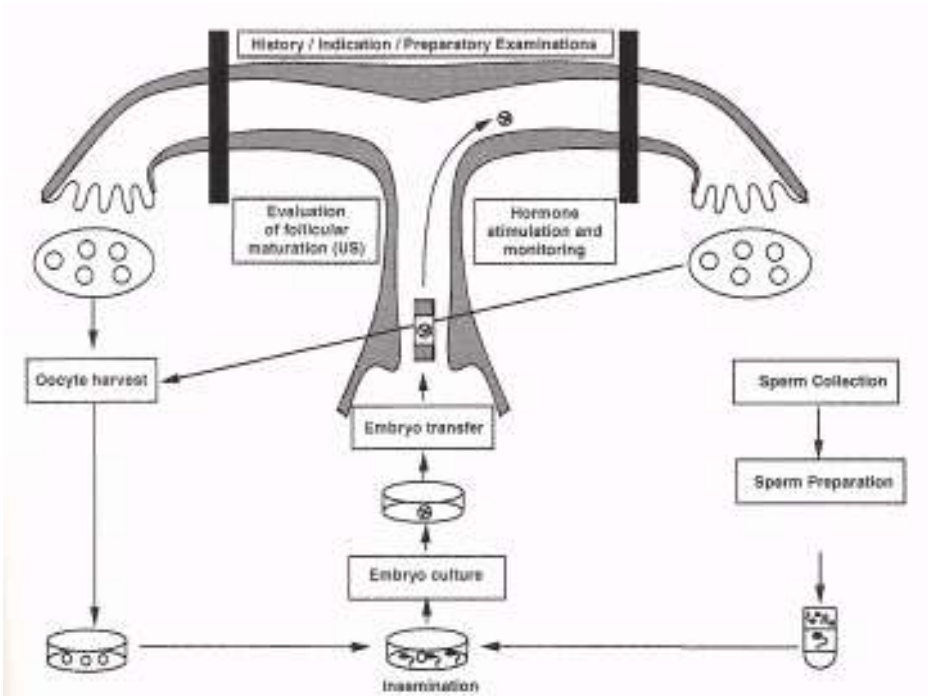 History / Indication / Preparatory Examinations
Evaluation
of follicular
maturation (US)
Hormone
stimulation and
monitoring
Oocyte harvest
Sperm Collection
Embryo transfer
Sperm Preparation
Embryo culture
Insemination